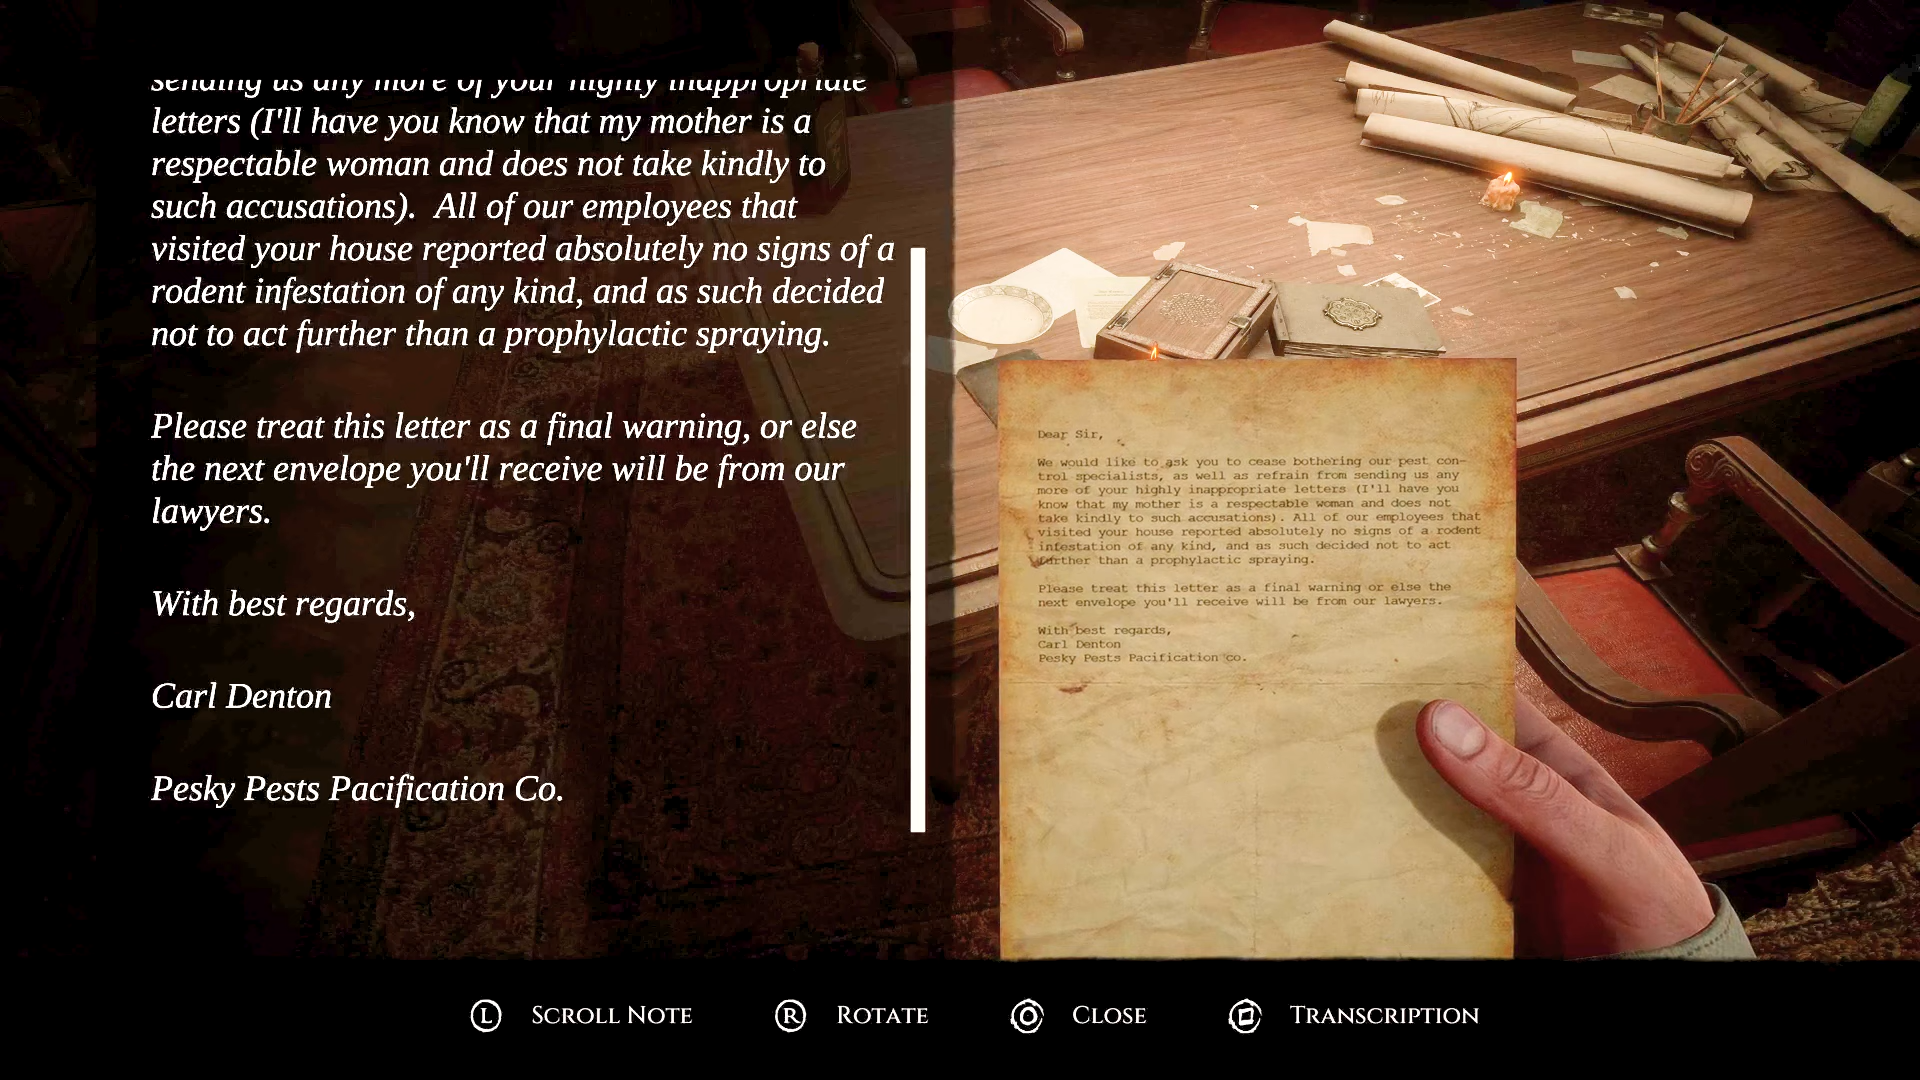 sending us any more of your highly inappropriate
letters (I'll have you know that my mother is a
respectable woman and does not take kindly to
such accusations).  All of our employees that
visited your house reported absolutely no signs of a
rodent infestation of any kind, and as such decided
not to act further than a prophylactic spraying.
Please treat this letter as a final warning, or else
the next envelope you'll receive will be from our
lawyers.
With best regards,
Carl Denton
Pesky Pests Pacification Co.
Dear Sir,
We would like to ask you to cease bothering our pest con-
trol specialists, as well as refrain from sending us any
more of your highly inappropriate letters (I'll have you
know that my mother is a respectable woman and does not
take kindly to such accusations). All of our employees that
visited your house reported absolutely no signs of a rodent
infestation of any kind, and as such decided not to act
further than a prophylactic spraying.
Please treat this letter as a final warning or else the
next envelope you'll receive will be from our lawyers.
With best regards,
Carl Denton
Pesky Pests Pacification co.
L SCROLL NOTE R ROTATE CLOSE TRANSCRIPTION